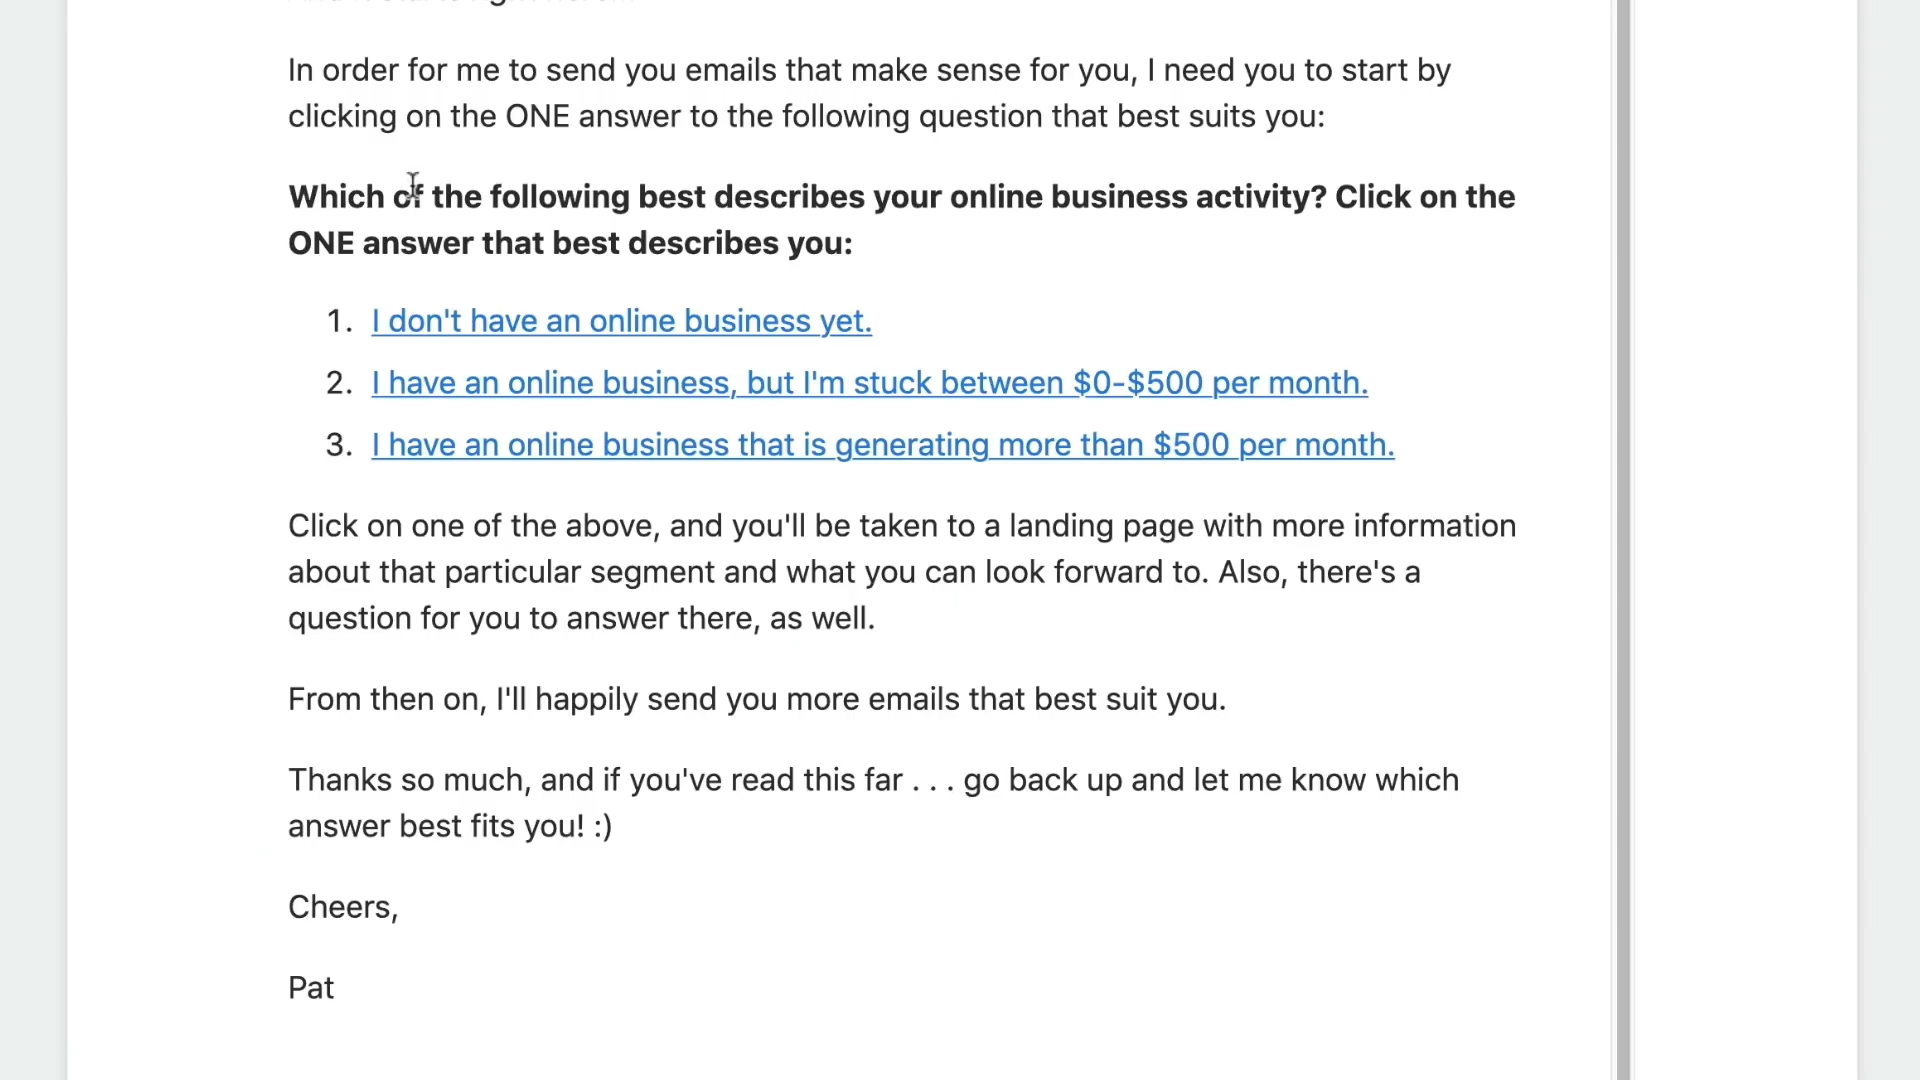 In order for me to send you emails that make sense for you, I need you to start by
clicking on the ONE answer to the following question that best suits you:
Which of the following best describes your online business activity? Click on the
ONE answer that best describes you:
1. I don't have an online business yet.
2. I have an online business, but I'm stuck between $0-$500 per month.
3. I have an online business that is generating more than $500 per month.
Click on one of the above, and you'll be taken to a landing page with more information
about that particular segment and what you can look forward to. Also, there's a
question for you to answer there, as well.
From then on, I'll happily send you more emails that best suit you.
Thanks so much, and if you've read this far . . . go back up and let me know which
answer best fits you! :)
Cheers,
Pat